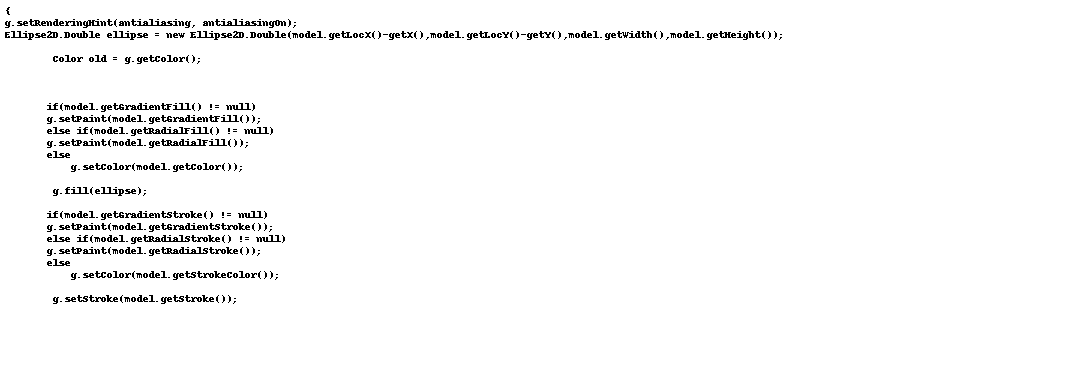 {
g.setRenderingHint(antialiasing, antialiasingOn);
Ellipse2D.Double ellipse = new Ellipse2D.Double(model.getLocX()-getX(),model.getLocY()-getY(),model.getWidth(),model.getHeight());
Color old = g.getColor();
if(model.getGradientFill() != null)
g.setPaint(model.getGradientFill());
else if(model.getRadialFill() != null)
g.setPaint(model.getRadialFill());
else
g.setColor(model.getColor());
g.fill(ellipse);
if(model.getGradientStroke() != null)
g.setPaint(model.getGradientStroke());
else if(model.getRadialStroke() != null)
g.setPaint(model.getRadialStroke());
else
g.setColor(model.getStrokeColor());
g.setStroke(model.getStroke());